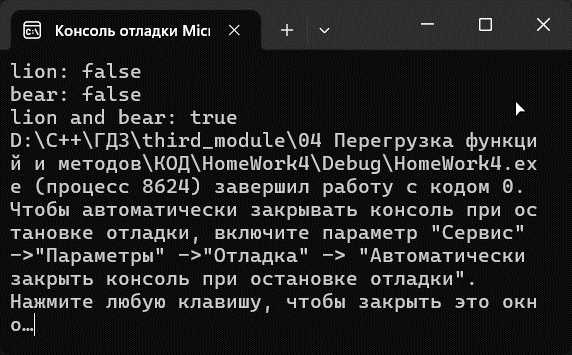 Консоль отладки Mic
lion: false
bear: false
lion and bear: true
D:\C++\ГДЗ\third_module\04 Перегрузка функци
й и методов\КОД\HomeWork4\Debug\HomeWork4.ex
e (процесс 8624) завершил работу с кодом 0.
Чтобы автоматически закрывать консоль при ос
тановке отладки, включите параметр "Сервис"
->"Параметры" ->"Отладка" -> "Автоматически
закрыть консоль при остановке отладки".
Нажмите любую клавишу, чтобы закрыть это окн
о…